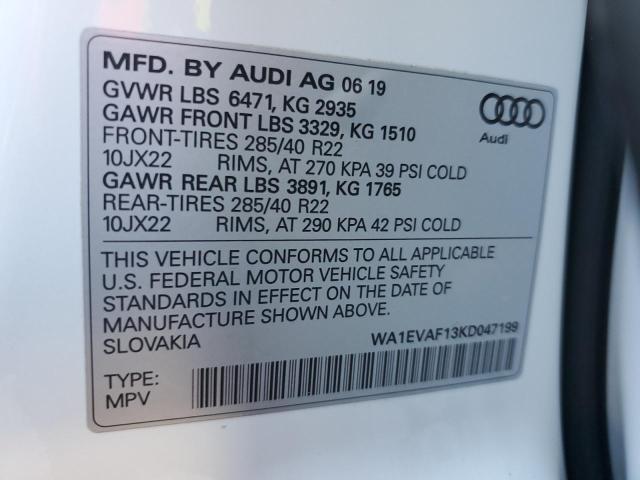 MFD. BY AUDI AG 06 19
GVWR LBS 6471, KG 2935
GAWR FRONT LBS 3329, KG 1510
FRONT-TIRES 285/40 R22
10JX22 RIMS, AT 270 KPA 39 PSI COLD
GAWR REAR LBS 3891, KG 1765
REAR-TIRES 285/40 R22
10JX22 RIMS, AT 290 KPA 42 PSI COLD
Audi
THIS VEHICLE CONFORMS TO ALL APPLICABLE
U.S. FEDERAL MOTOR VEHICLE SAFETY
STANDARDS IN EFFECT ON THE DATE OF
MANUFACTURE SHOWN ABOVE.
SLOVAKIA
WA1EVAF13KD047199
TYPE:
MPV